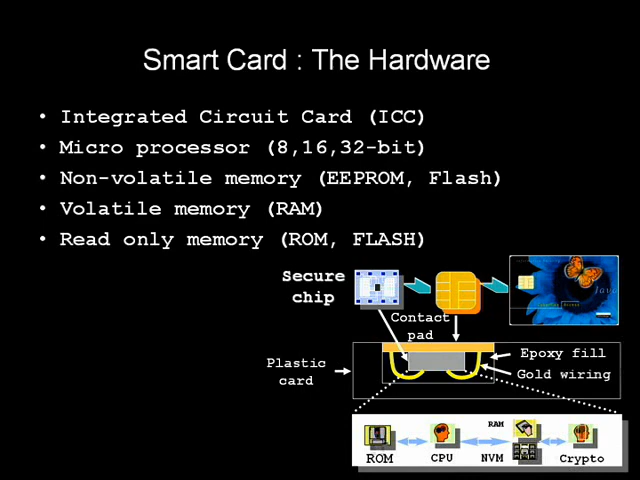 Smart Card : The Hardware
• Integrated Circuit Card (ICC)
• Micro processor (8,16,32-bit)
• Non-volatile memory (EEPROM, Flash)
• Volatile memory (RAM)
• Read only memory (ROM, FLASH)
Secure
chip
Java
Contact
pad
Plastic
card
Epoxy fill
Gold wiring
RAM
ROM
CPU
NVM
Crypto